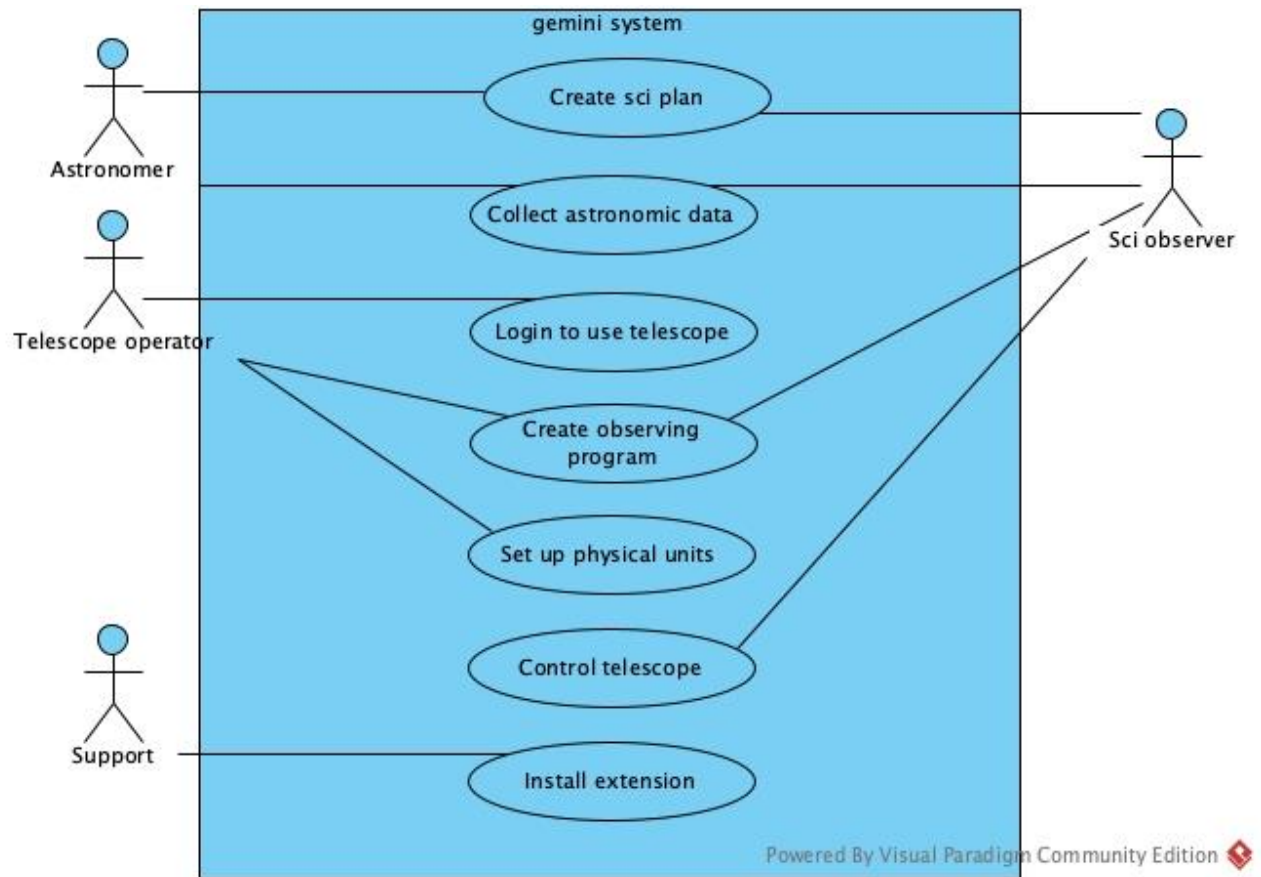 gemini system
Create sci plan
Astronomer
Collect astronomic data
Sci observer
Login to use telescope
Telescope operator
Create observing
program
Set up physical units
Control telescope
Support
Install extension
Powered By Visual Paradigm Community Edition